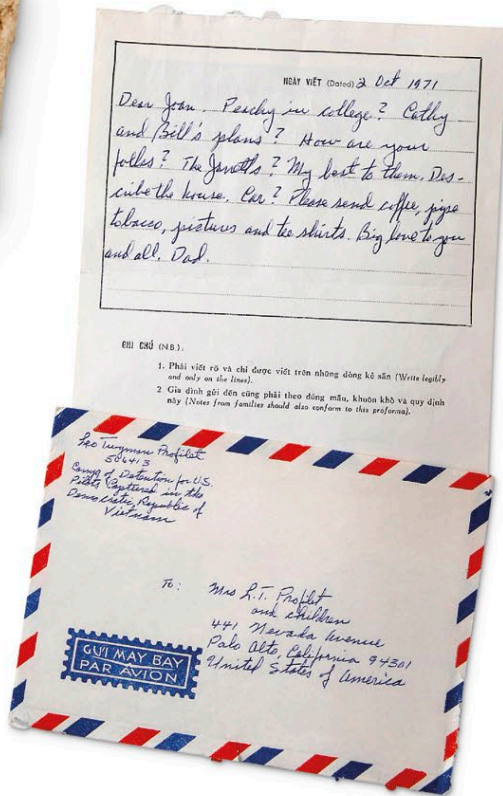 NGÀY VIẾT (Dated) 2 Oct 1971
Dear Joan. Peachy in college? Cathy
and Bill's plans? How are your
folks? The Janotta's? My best to them. Des-
cribe the house. Car? Please send coffee, pipe
tobacco, pictures and tee shirts. Big love to you
and all. Dad.
GHI CHÚ (N.B.):
1. Phải viết rõ và chỉ được viết trên những dòng kẻ sẵn (Write legibly
and only on the lines).
2 Gia đình gửi đến cũng phải theo đúng mẫu, khuôn khổ và quy định
này (Notes from families should also conform to this proforma).
Leo Twyman Profilet
506413
Camp of Detention for U.S.
Pilots Captured in the
Democratic Republic of
Vietnam
To: Mrs L.T. Profilet
and children
441 Nevada Avenue
Palo Alto, California 94301
United States of America
GỬI MAY BAY
PAR AVION